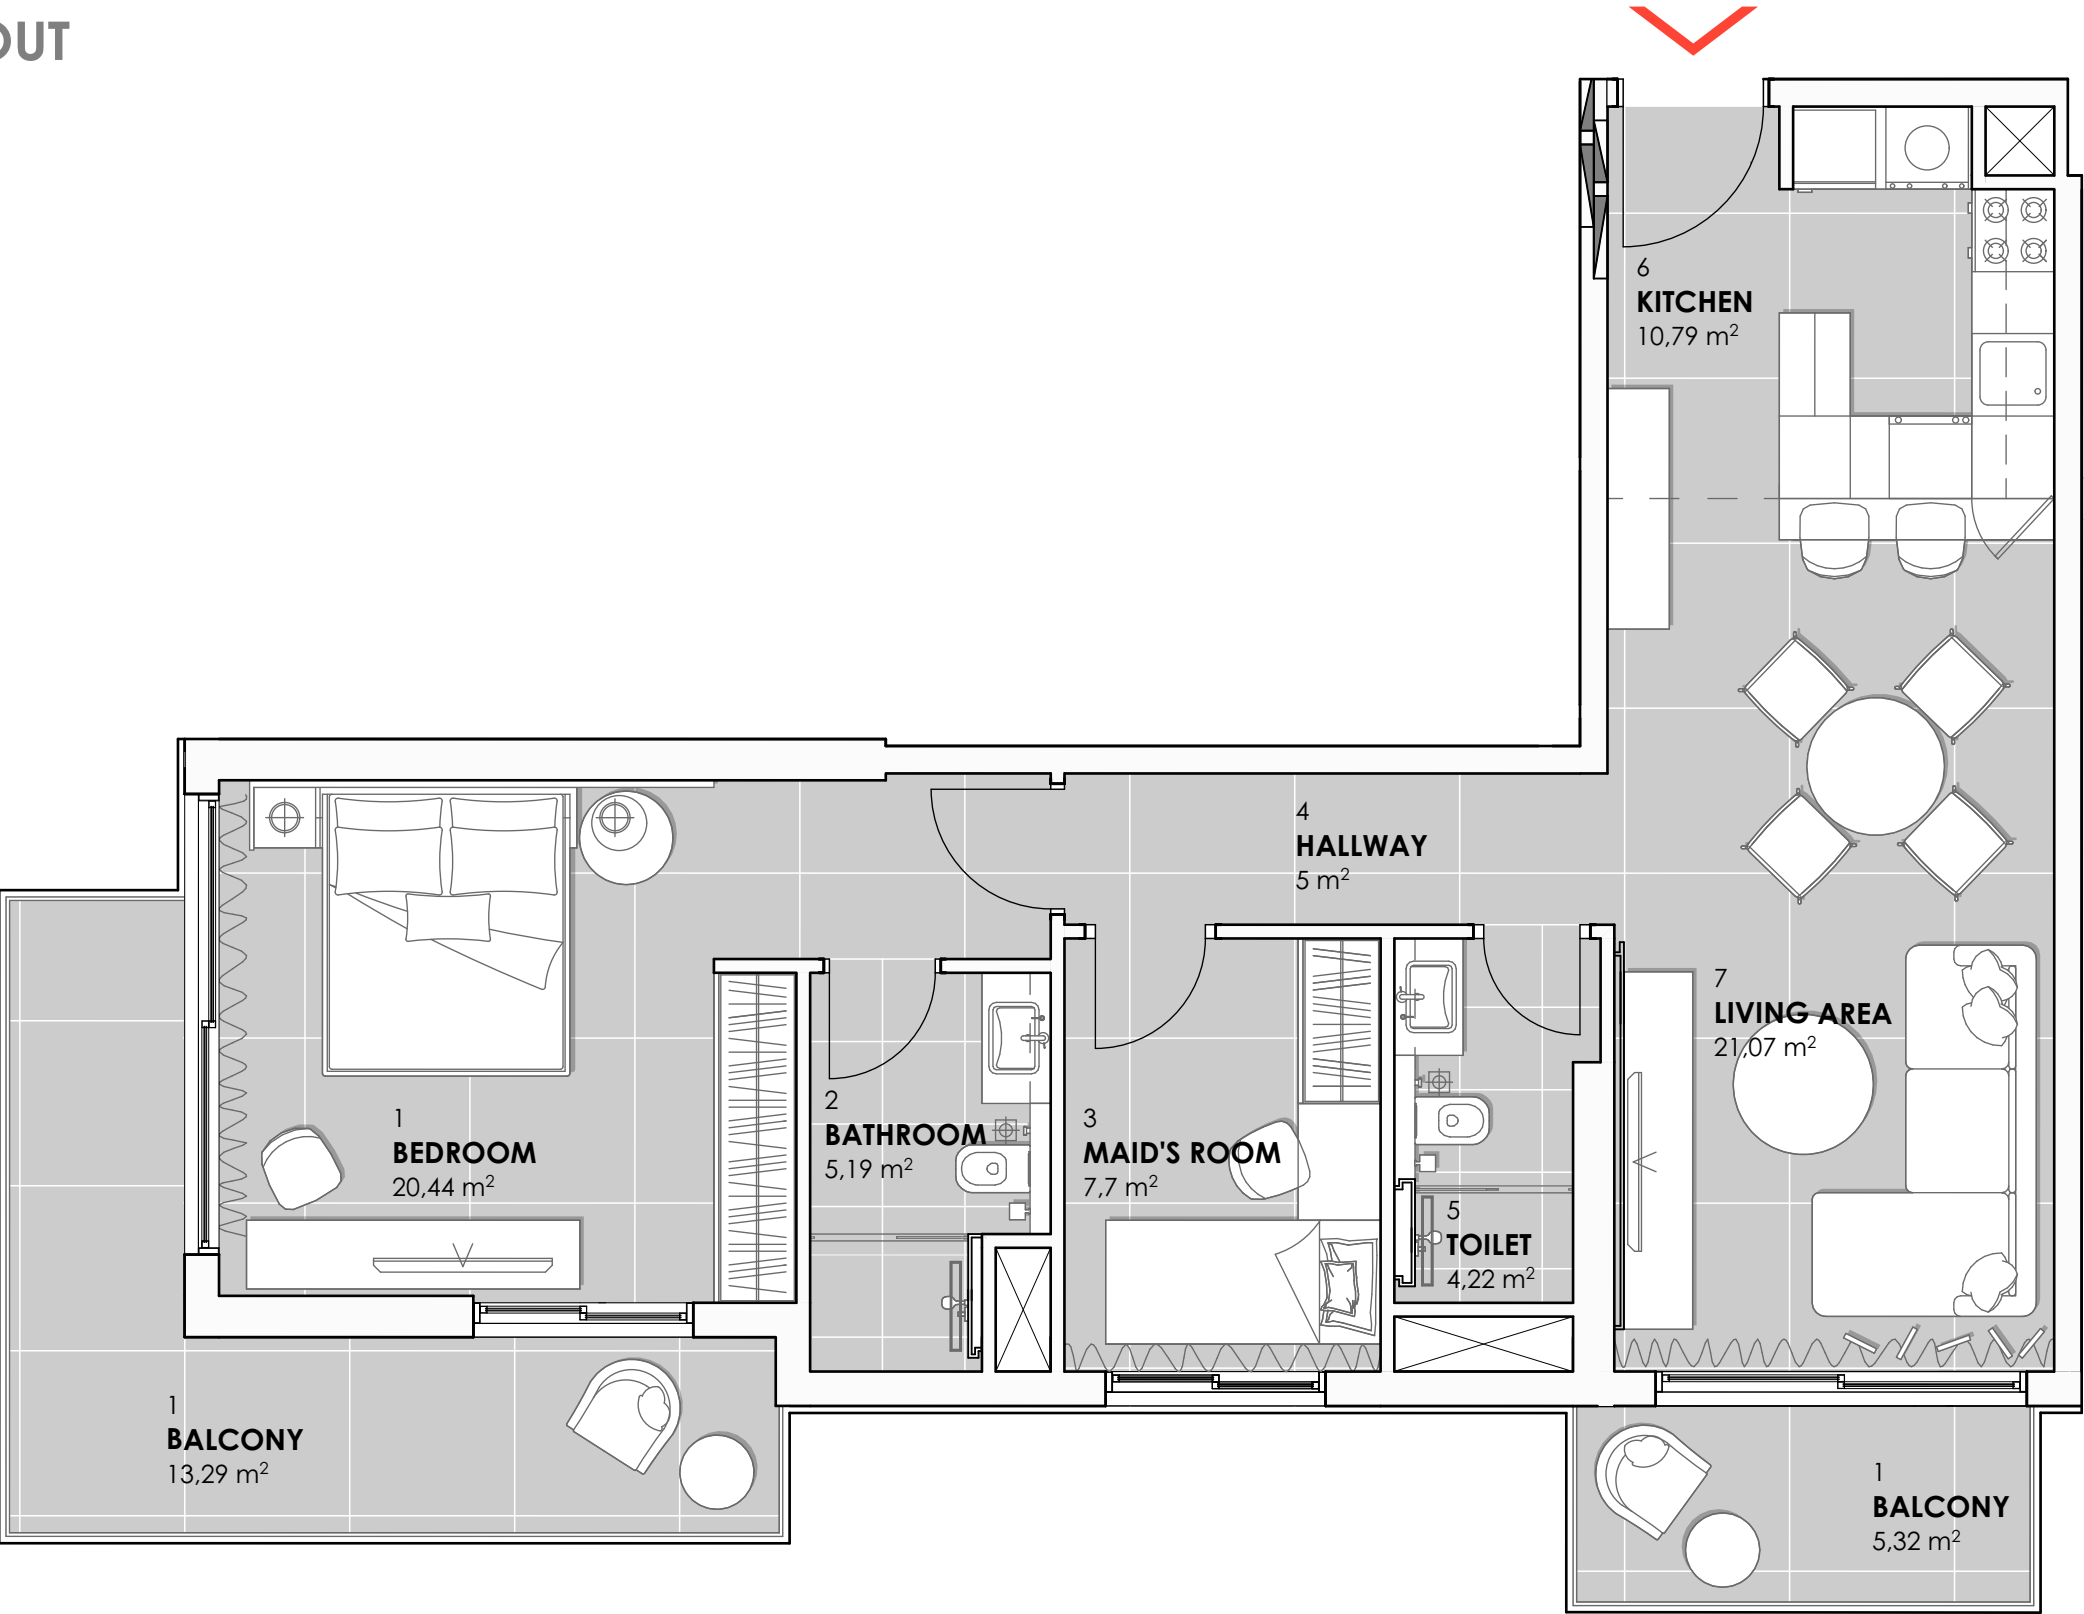 OUT
6
KITCHEN
10,79 m²
4
HALLWAY
5 m²
7
LIVING AREA
21,07 m²
1
BEDROOM
20,44 m²
2
BATHROOM
5,19 m²
3
MAID'S ROOM
7,7 m²
5
TOILET
4,22 m²
1
BALCONY
13,29 m²
1
BALCONY
5,32 m²